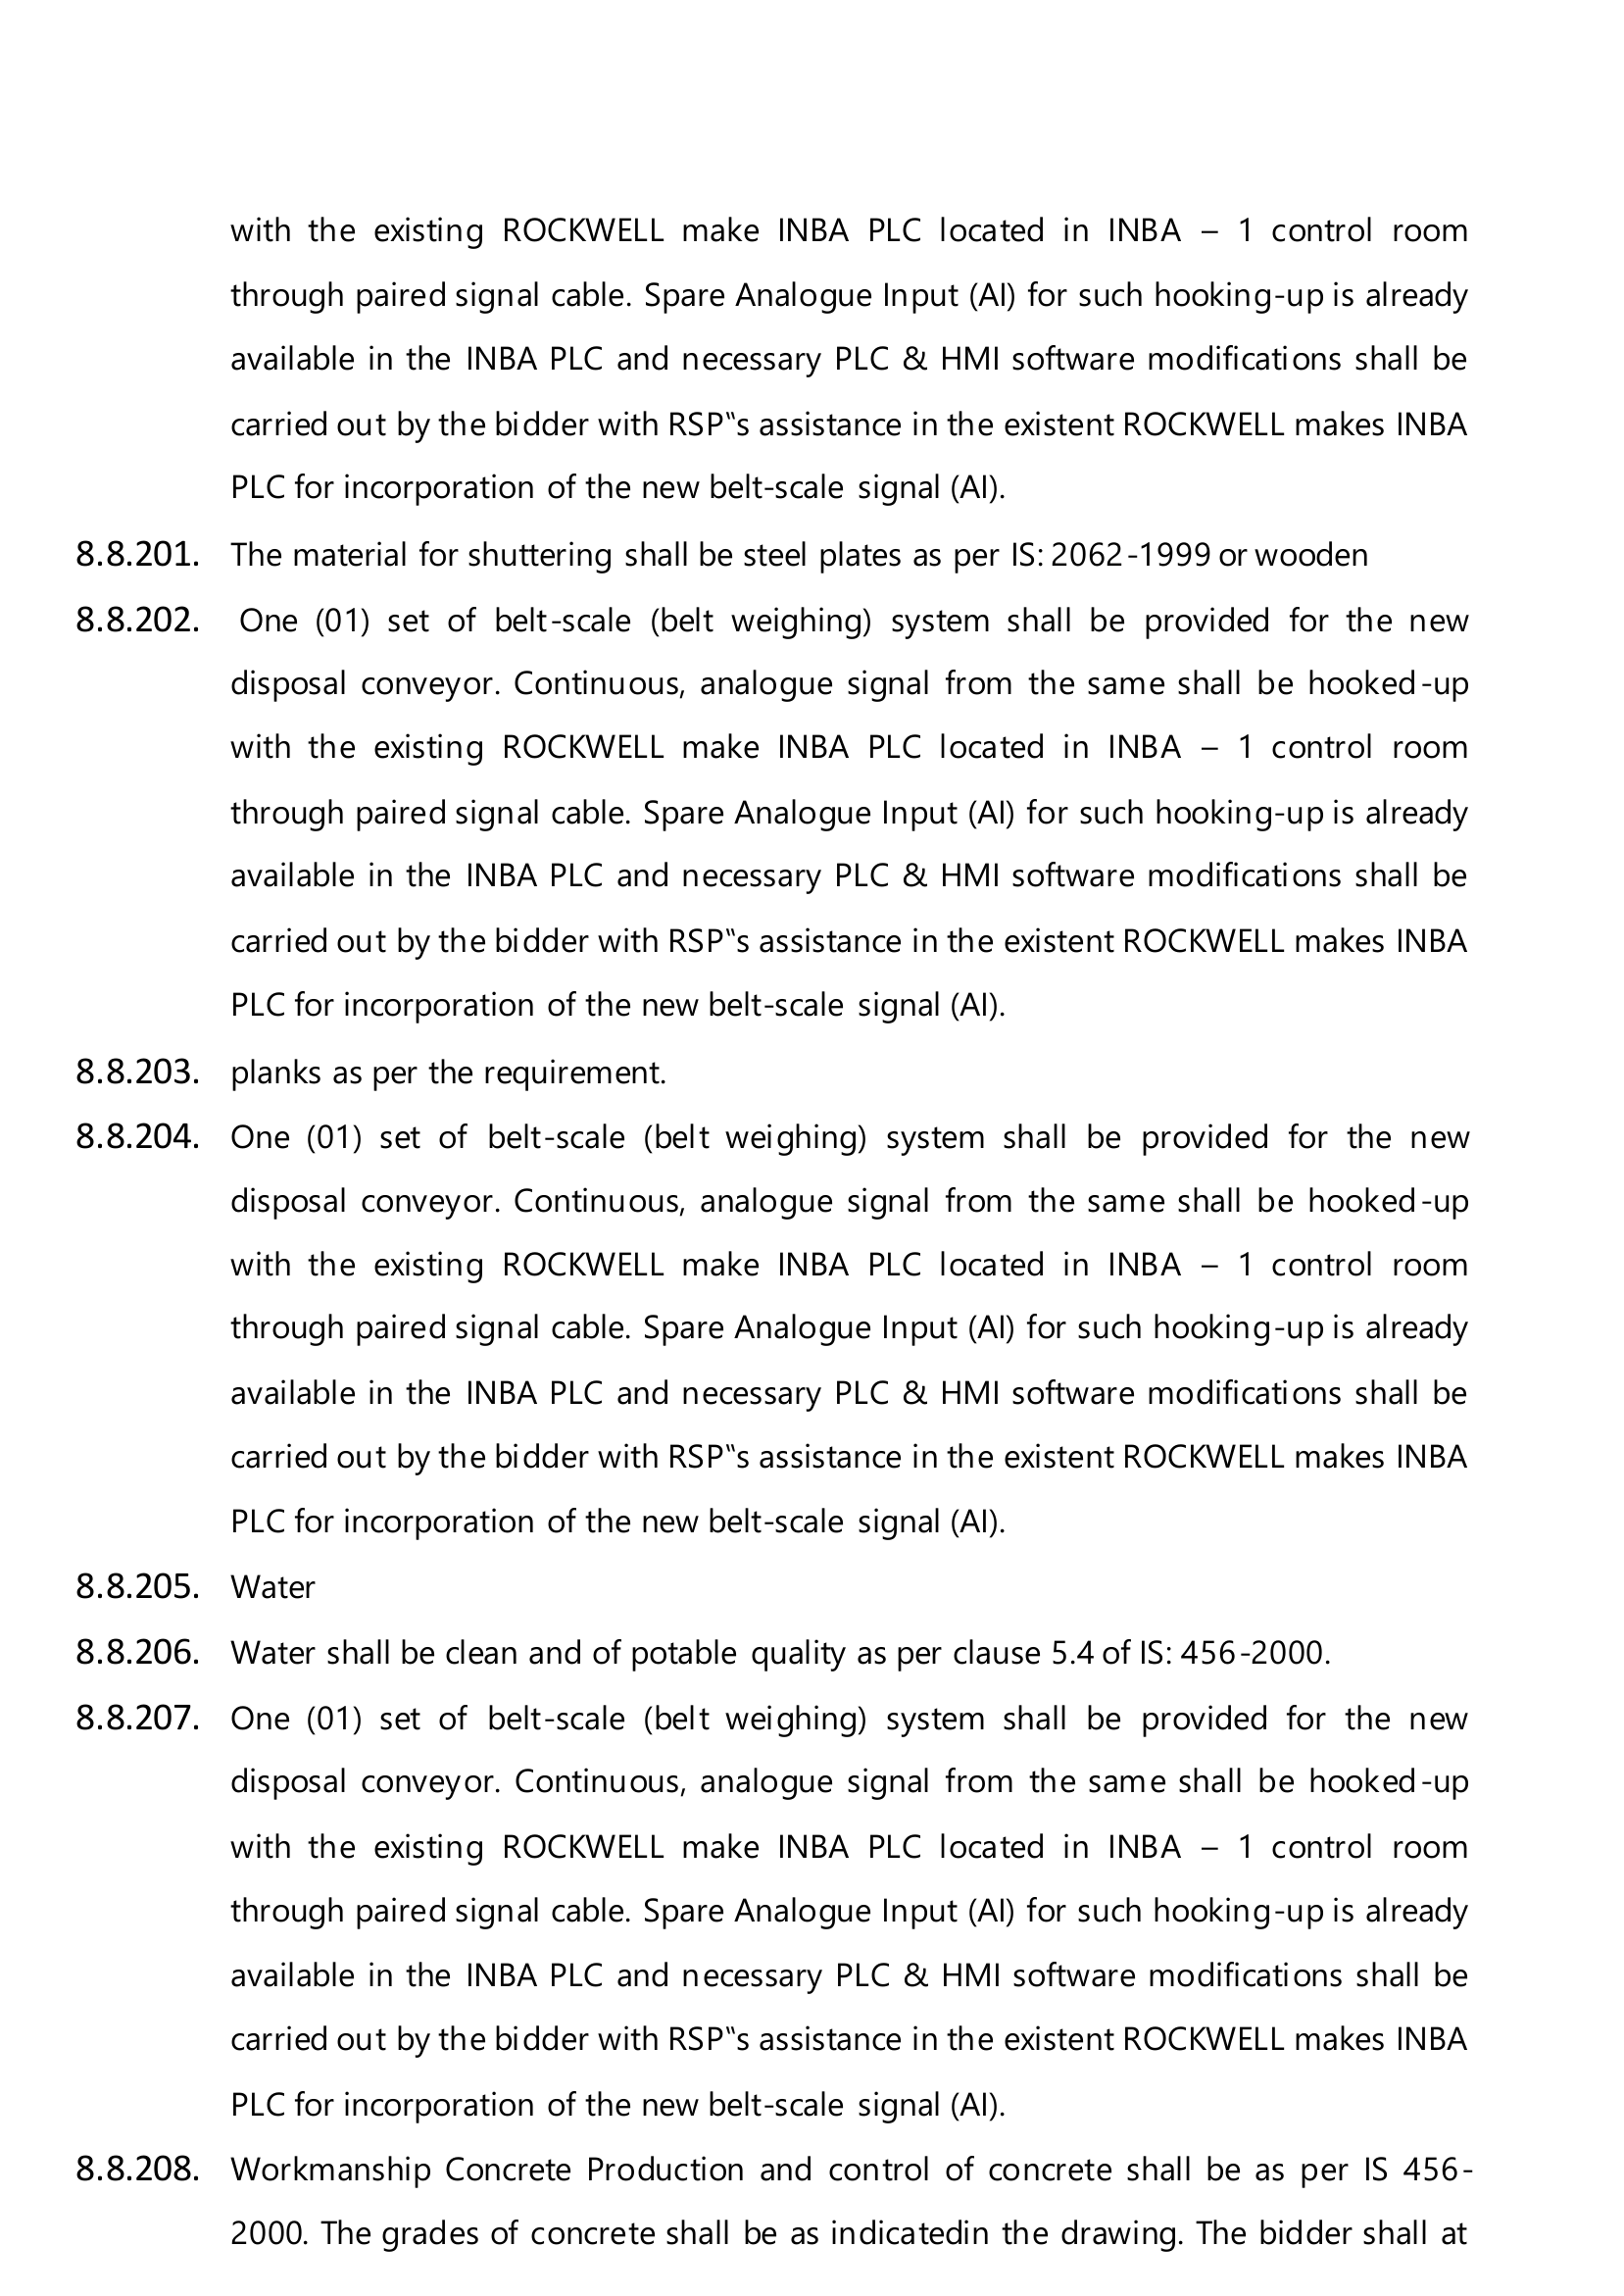 with the existing ROCKWELL make INBA PLC located in INBA – 1 control room
through paired signal cable. Spare Analogue Input (AI) for such hooking-up is already
available in the INBA PLC and necessary PLC & HMI software modifications shall be
carried out by the bidder with RSP‟s assistance in the existent ROCKWELL makes INBA
PLC for incorporation of the new belt-scale signal (AI).
8.8.201. The material for shuttering shall be steel plates as per IS: 2062-1999 or wooden
8.8.202. One (01) set of belt-scale (belt weighing) system shall be provided for the new
disposal conveyor. Continuous, analogue signal from the same shall be hooked-up
with the existing ROCKWELL make INBA PLC located in INBA – 1 control room
through paired signal cable. Spare Analogue Input (AI) for such hooking-up is already
available in the INBA PLC and necessary PLC & HMI software modifications shall be
carried out by the bidder with RSP‟s assistance in the existent ROCKWELL makes INBA
PLC for incorporation of the new belt-scale signal (AI).
8.8.203. planks as per the requirement.
8.8.204. One (01) set of belt-scale (belt weighing) system shall be provided for the new
disposal conveyor. Continuous, analogue signal from the same shall be hooked-up
with the existing ROCKWELL make INBA PLC located in INBA – 1 control room
through paired signal cable. Spare Analogue Input (AI) for such hooking-up is already
available in the INBA PLC and necessary PLC & HMI software modifications shall be
carried out by the bidder with RSP‟s assistance in the existent ROCKWELL makes INBA
PLC for incorporation of the new belt-scale signal (AI).
8.8.205. Water
8.8.206. Water shall be clean and of potable quality as per clause 5.4 of IS: 456-2000.
8.8.207. One (01) set of belt-scale (belt weighing) system shall be provided for the new
disposal conveyor. Continuous, analogue signal from the same shall be hooked-up
with the existing ROCKWELL make INBA PLC located in INBA – 1 control room
through paired signal cable. Spare Analogue Input (AI) for such hooking-up is already
available in the INBA PLC and necessary PLC & HMI software modifications shall be
carried out by the bidder with RSP‟s assistance in the existent ROCKWELL makes INBA
PLC for incorporation of the new belt-scale signal (AI).
8.8.208. Workmanship Concrete Production and control of concrete shall be as per IS 456-
2000. The grades of concrete shall be as indicatedin the drawing. The bidder shall at